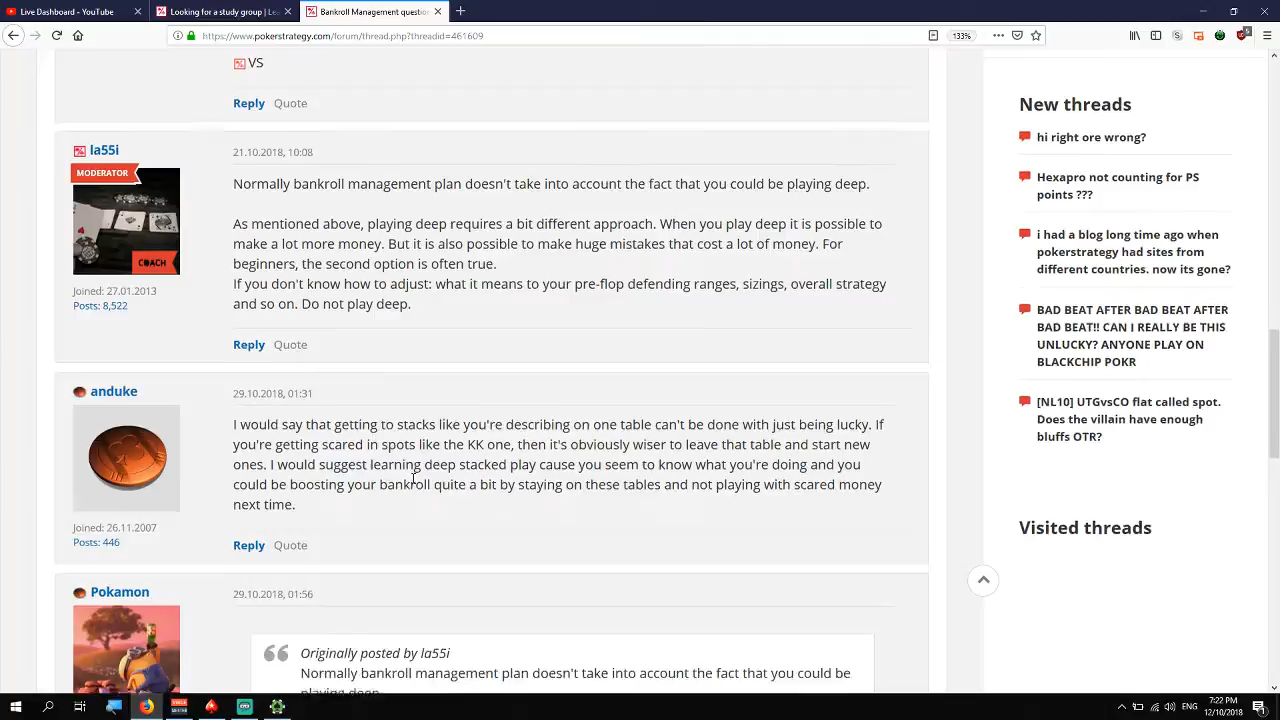 Live Dashboard - YouTube
Looking for a study group | Lea
Bankroll Management questio
https://www.pokerstrategy.com/forum/thread.php?threadid=461609
133%
VS
Reply Quote
la55i
MODERATOR
COACH
Joined: 27.01.2013
Posts: 8,522
21.10.2018, 10:08
Normally bankroll management plan doesn't take into account the fact that you could be playing deep.
As mentioned above, playing deep requires a bit different approach. When you play deep it is possible to
make a lot more money. But it is also possible to make huge mistakes that cost a lot of money. For
beginners, the second option is often true.
If you don't know how to adjust: what it means to your pre-flop defending ranges, sizings, overall strategy
and so on. Do not play deep.
Reply Quote
anduke
Joined: 26.11.2007
Posts: 446
29.10.2018, 01:31
I would say that getting to stacks like you're describing on one table can't be done with just being lucky. If
you're getting scared in spots like the KK one, then it's obviously wiser to leave that table and start new
ones. I would suggest learning deep stacked play cause you seem to know what you're doing and you
could be boosting your bankroll quite a bit by staying on these tables and not playing with scared money
next time.
Reply Quote
Pokamon
29.10.2018, 01:56
Originally posted by la55i
Normally bankroll management plan doesn't take into account the fact that you could be
playing deep.
New threads
hi right ore wrong?
Hexapro not counting for PS
points ???
i had a blog long time ago when
pokerstrategy had sites from
different countries. now its gone?
BAD BEAT AFTER BAD BEAT AFTER
BAD BEAT!! CAN I REALLY BE THIS
UNLUCKY? ANYONE PLAY ON
BLACKCHIP POKR
[NL10] UTGvsCO flat called spot.
Does the villain have enough
bluffs OTR?
Visited threads
ENG
7:22 PM
12/10/2018